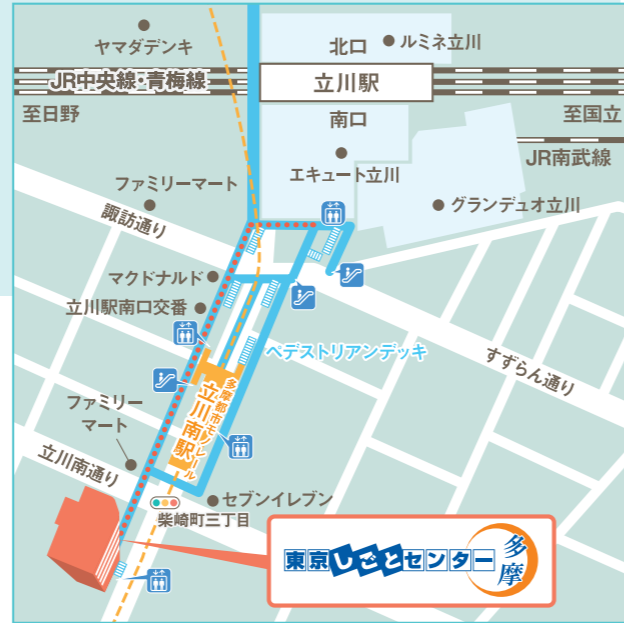 ヤマダデンキ
北口
ルミネ立川
JR中央線・青梅線
立川駅
至日野
南口
至国立
JR南武線
エキュート立川
ファミリーマート
グランデュオ立川
諏訪通り
マクドナルド
立川駅南口交番
ペデストリアンデッキ
すずらん通り
多摩都市モノレール
立川南駅
ファミリー
マート
立川南通り
セブンイレブン
柴崎町三丁目
東京しごとセンター多摩